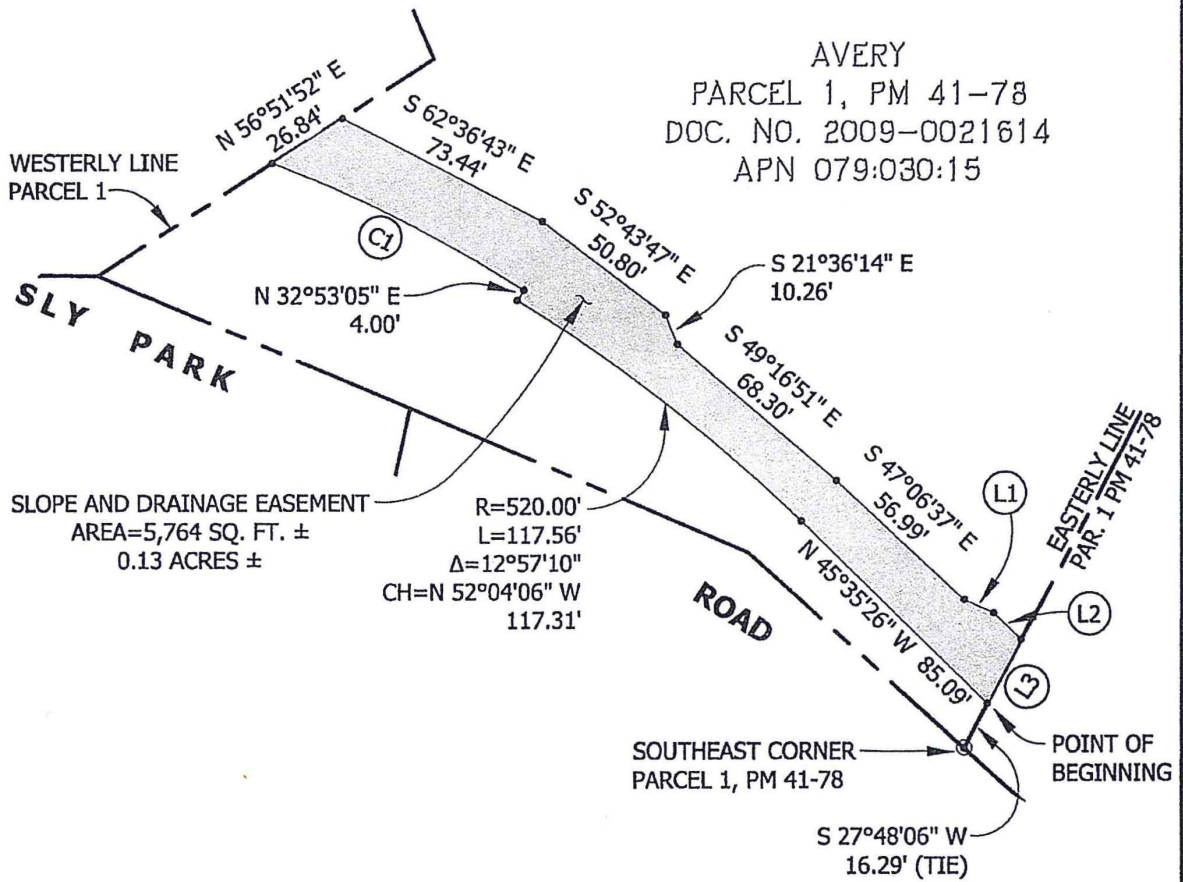 AVERY
PARCEL 1, PM 41-78
DOC. NO. 2009-0021614
APN 079:030:15
N 56°51'52" E
26.84'
S 62°36'43" E
73.44'
WESTERLY LINE
PARCEL 1
C1
S 52°43'47" E
50.80'
S 21°36'14" E
10.26'
N 32°53'05" E
4.00'
SLY PARK
S 49°16'51" E
68.30'
S 47°06'37" E
56.99'
L1
EASTERLY LINE
PAR. 1 PM 41-78
L2
SLOPE AND DRAINAGE EASEMENT
AREA=5,764 SQ. FT. ±
0.13 ACRES ±
R=520.00'
L=117.56'
Δ=12°57'10"
CH=N 52°04'06" W
117.31'
ROAD
N 45°35'26" W 85.09'
L3
SOUTHEAST CORNER
PARCEL 1, PM 41-78
POINT OF
BEGINNING
S 27°48'06" W
16.29' (TIE)